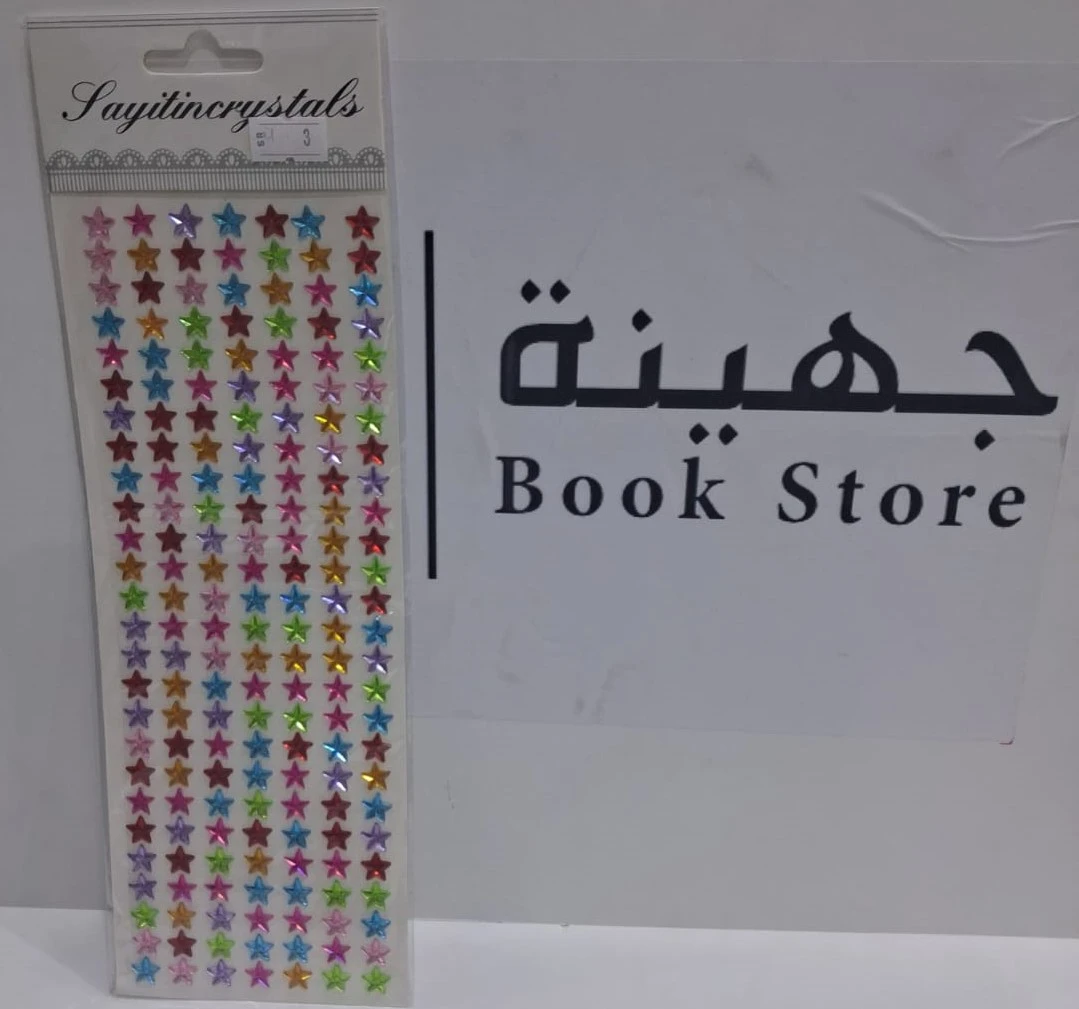 Sayitincrystals
3
جهينة
Book Store